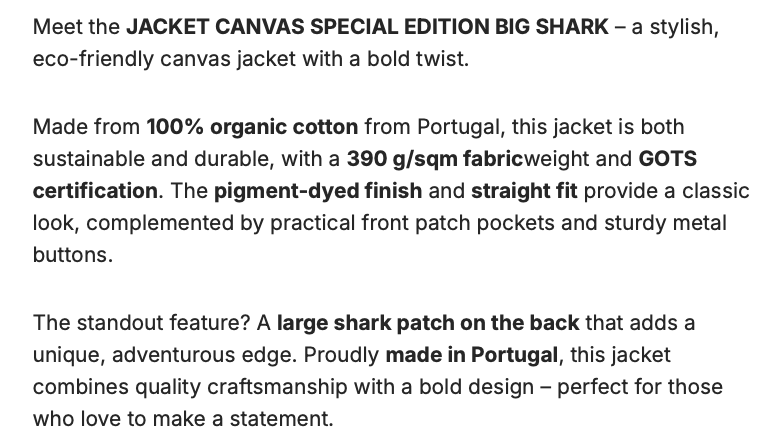 Meet the JACKET CANVAS SPECIAL EDITION BIG SHARK – a stylish,
eco-friendly canvas jacket with a bold twist.
Made from 100% organic cotton from Portugal, this jacket is both
sustainable and durable, with a 390 g/sqm fabricweight and GOTS
certification. The pigment-dyed finish and straight fit provide a classic
look, complemented by practical front patch pockets and sturdy metal
buttons.
The standout feature? A large shark patch on the back that adds a
unique, adventurous edge. Proudly made in Portugal, this jacket
combines quality craftsmanship with a bold design – perfect for those
who love to make a statement.